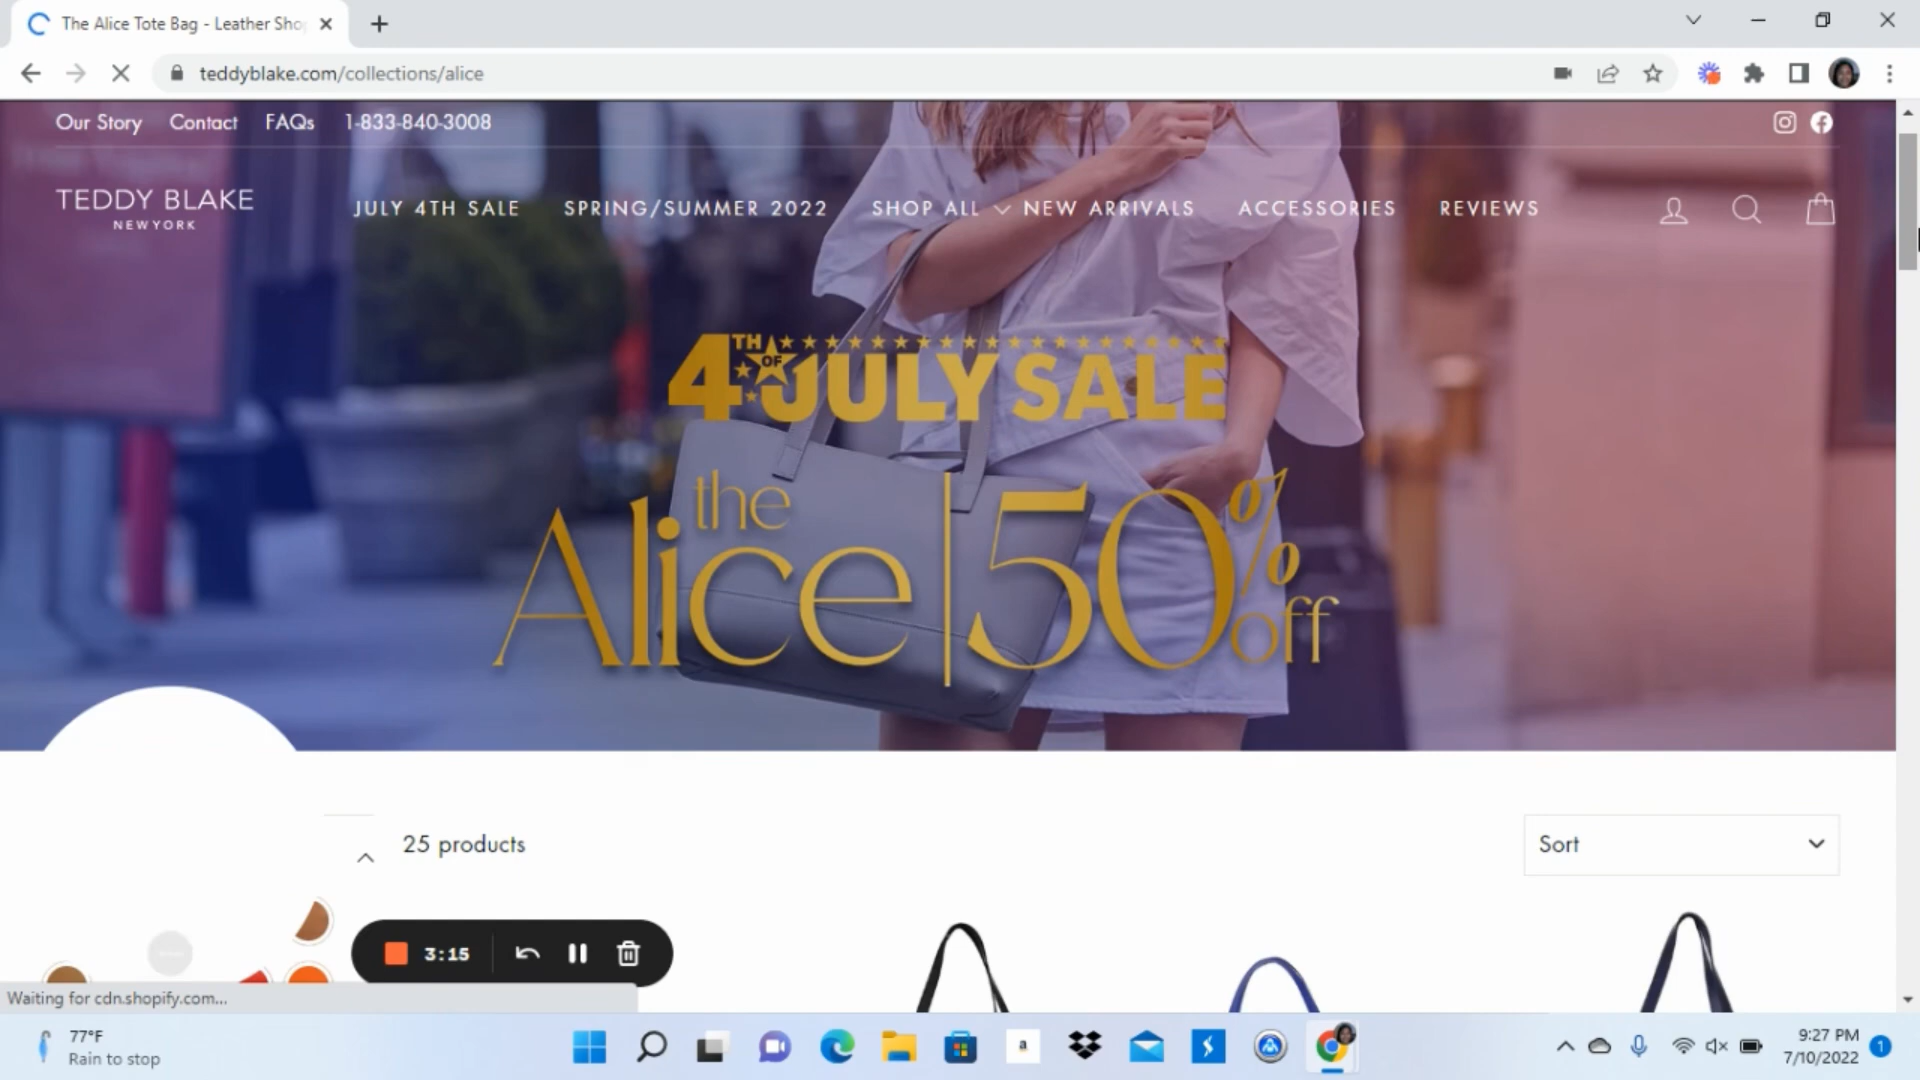 The Alice Tote Bag - Leather Sho
teddyblake.com/collections/alice
Our Story Contact FAQs 1-833-840-3008
TEDDY BLAKE
NEWYORK
JULY 4TH SALE SPRING/SUMMER 2022 SHOP ALL NEW ARRIVALS ACCESSORIES REVIEWS
4TH OF JULY SALE
the Alice | 50% off
25 products
Sort
3:15
Waiting for cdn.shopify.com...
77°F
Rain to stop
a
9:27 PM
7/10/2022
1